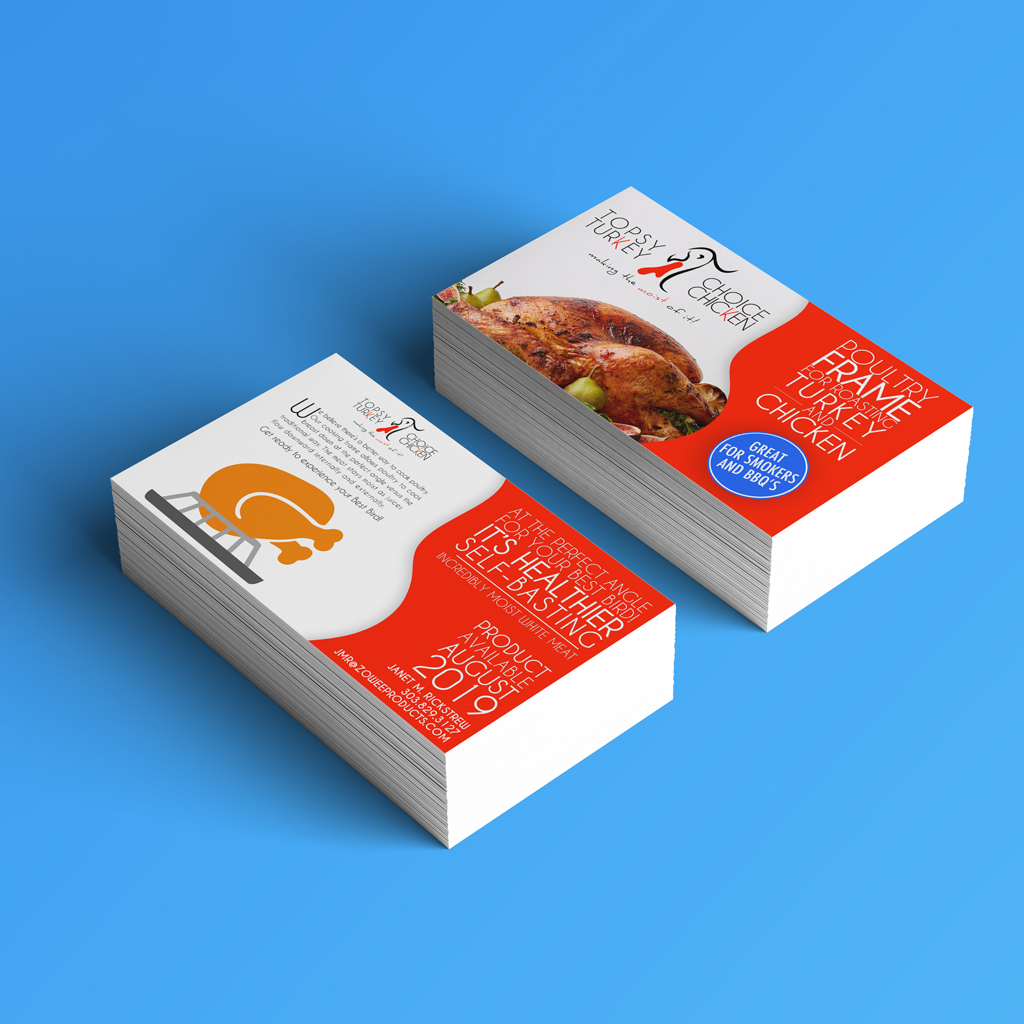 TOPSY
TURKEY
making the moist of it!
CHOICE
CHICKEN
POULTRY
FRAME
FOR ROASTING
TURKEY
AND
CHICKEN
GREAT
FOR SMOKERS
AND BBQ'S
TOPSY
TURKEY
making the moist of it!
CHOICE
CHICKEN
We believe there's a better way to cook poultry.
Our cooking frame allows poultry to cook
breast down at the perfect angle versus the
traditional way. The meat stays moist as juices
flow downward internally and externally.
Get ready to experience your Best Bird!
AT THE PERFECT ANGLE
FOR YOUR BEST BIRD!
IT'S HEALTHIER
SELF-BASTING
INCREDIBLY MOIST WHITE MEAT
PRODUCT
AVAILABLE
AUGUST
2019
JANET M. RICKSTREW
303.829.3127
JMR@ZOWEEPRODUCTS.COM